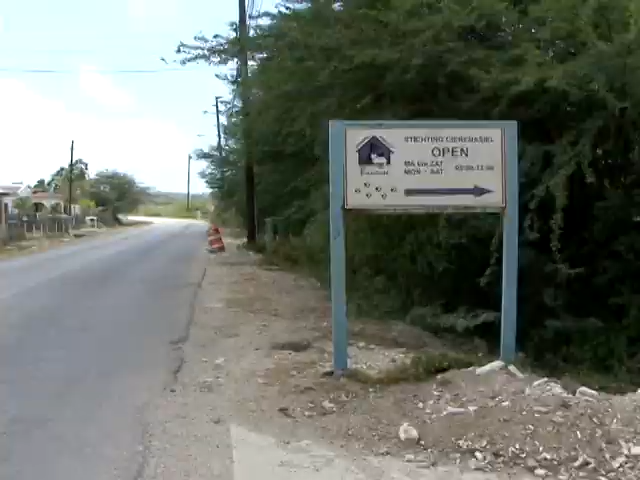 STICHTING DIERENASIEL
OPEN
MA t/m ZAT
MON - SAT